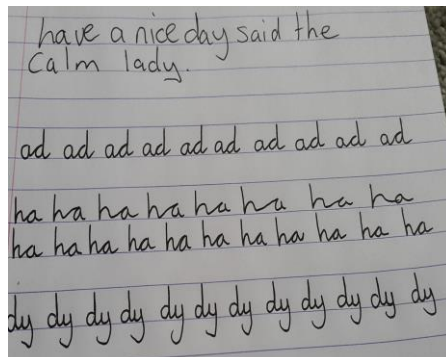 have a nice day said the
Calm lady.
ad ad ad ad ad ad ad ad ad ad
ha ha ha ha ha ha ha ha
ha ha ha ha ha ha ha ha ha ha ha
dy dy dy dy dy dy dy dy dy dy dy dy